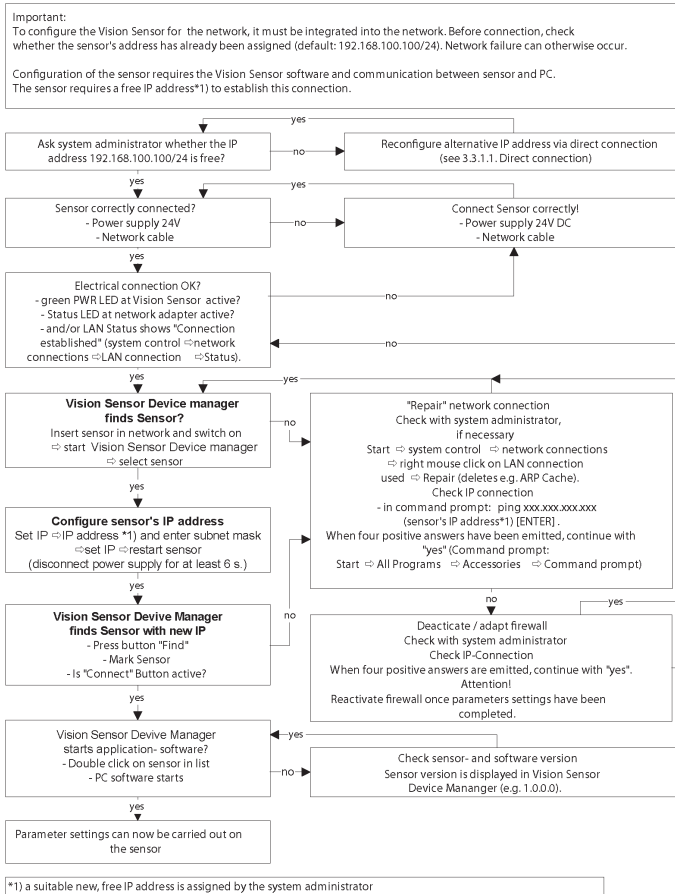 Important:
To configure the Vision Sensor for the network, it must be integrated into the network. Before connection, check
whether the sensor's address has already been assigned (default: 192.168.100.100/24). Network failure can otherwise occur.
Configuration of the sensor requires the Vision Sensor software and communication between sensor and PC.
The sensor requires a free IP address*1) to establish this connection.
yes
Ask system administrator whether the IP
address 192.168.100.100/24 is free?
no
Reconfigure alternative IP address via direct connection
(see 3.3.1.1. Direct connection)
yes
yes
Sensor correctly connected?
- Power supply 24V
- Network cable
no
Connect Sensor correctly!
- Power supply 24V DC
- Network cable
yes
Electrical connection OK?
- green PWR LED at Vision Sensor active?
- Status LED at network adapter active?
- and/or LAN Status shows "Connection
established" (system control ⇨network
connections ⇨LAN connection ⇨Status).
no
no
yes
yes
Vision Sensor Device manager
finds Sensor?
Insert sensor in network and switch on
⇨ start Vision Sensor Device manager
⇨ select sensor
no
"Repair" network connection
Check with system administrator,
if necessary
Start ⇨ system control ⇨ network connections
⇨ right mouse click on LAN connection
used ⇨ Repair (deletes e.g. ARP Cache).
Check IP connection
- in command prompt: ping xxx.xxx.xxx.xxx
(sensor's IP address*1) [ENTER] .
When four positive answers have been emitted, continue with
"yes" (Command prompt:
Start ⇨ All Programs ⇨ Accessories ⇨ Command prompt)
yes
Configure sensor's IP address
Set IP ⇨IP address *1) and enter subnet mask
⇨set IP ⇨restart sensor
(disconnect power supply for at least 6 s.)
yes
no
no
yes
Vision Sensor Devive Manager
finds Sensor with new IP
- Press button "Find"
- Mark Sensor
- Is "Connect" Button active?
Deacticate / adapt firewall
Check with system administrator
Check IP-Connection
When four positive answers are emitted, continue with "yes".
Attention!
Reactivate firewall once parameters settings have been
completed.
yes
Vision Sensor Device Manager
starts application- software?
- Double click on sensor in list
- PC software starts
yes
no
Check sensor- and software version
Sensor version is displayed in Vision Sensor
Device Mananger (e.g. 1.0.0.0).
yes
Parameter settings can now be carried out on
the sensor
*1) a suitable new, free IP address is assigned by the system administrator